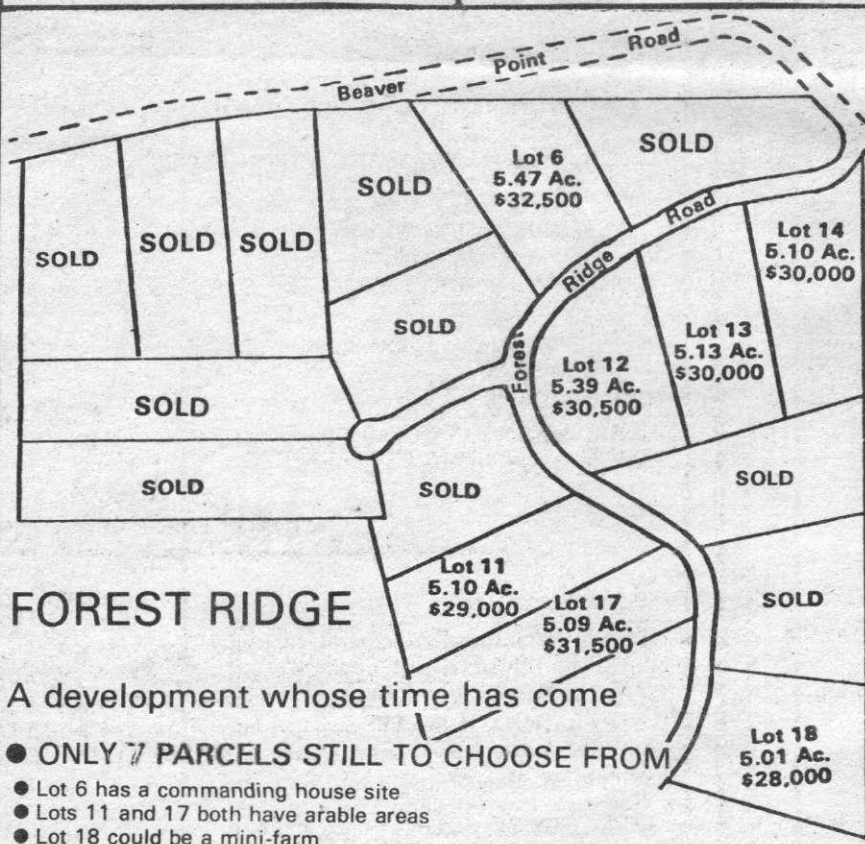 Beaver Point Road
SOLD
Lot 6
5.47 Ac.
$32,500
SOLD
SOLD
SOLD
SOLD
Forest Ridge Road
Lot 14
5.10 Ac.
$30,000
SOLD
Lot 12
5.39 Ac.
$30,500
Lot 13
5.13 Ac.
$30,000
SOLD
SOLD
SOLD
SOLD
Lot 11
5.10 Ac.
$29,000
Lot 17
5.09 Ac.
$31,500
SOLD
FOREST RIDGE
A development whose time has come
● ONLY 7 PARCELS STILL TO CHOOSE FROM
● Lot 6 has a commanding house site
● Lots 11 and 17 both have arable areas
● Lot 18 could be a mini-farm
Lot 18
5.01 Ac.
$28,000